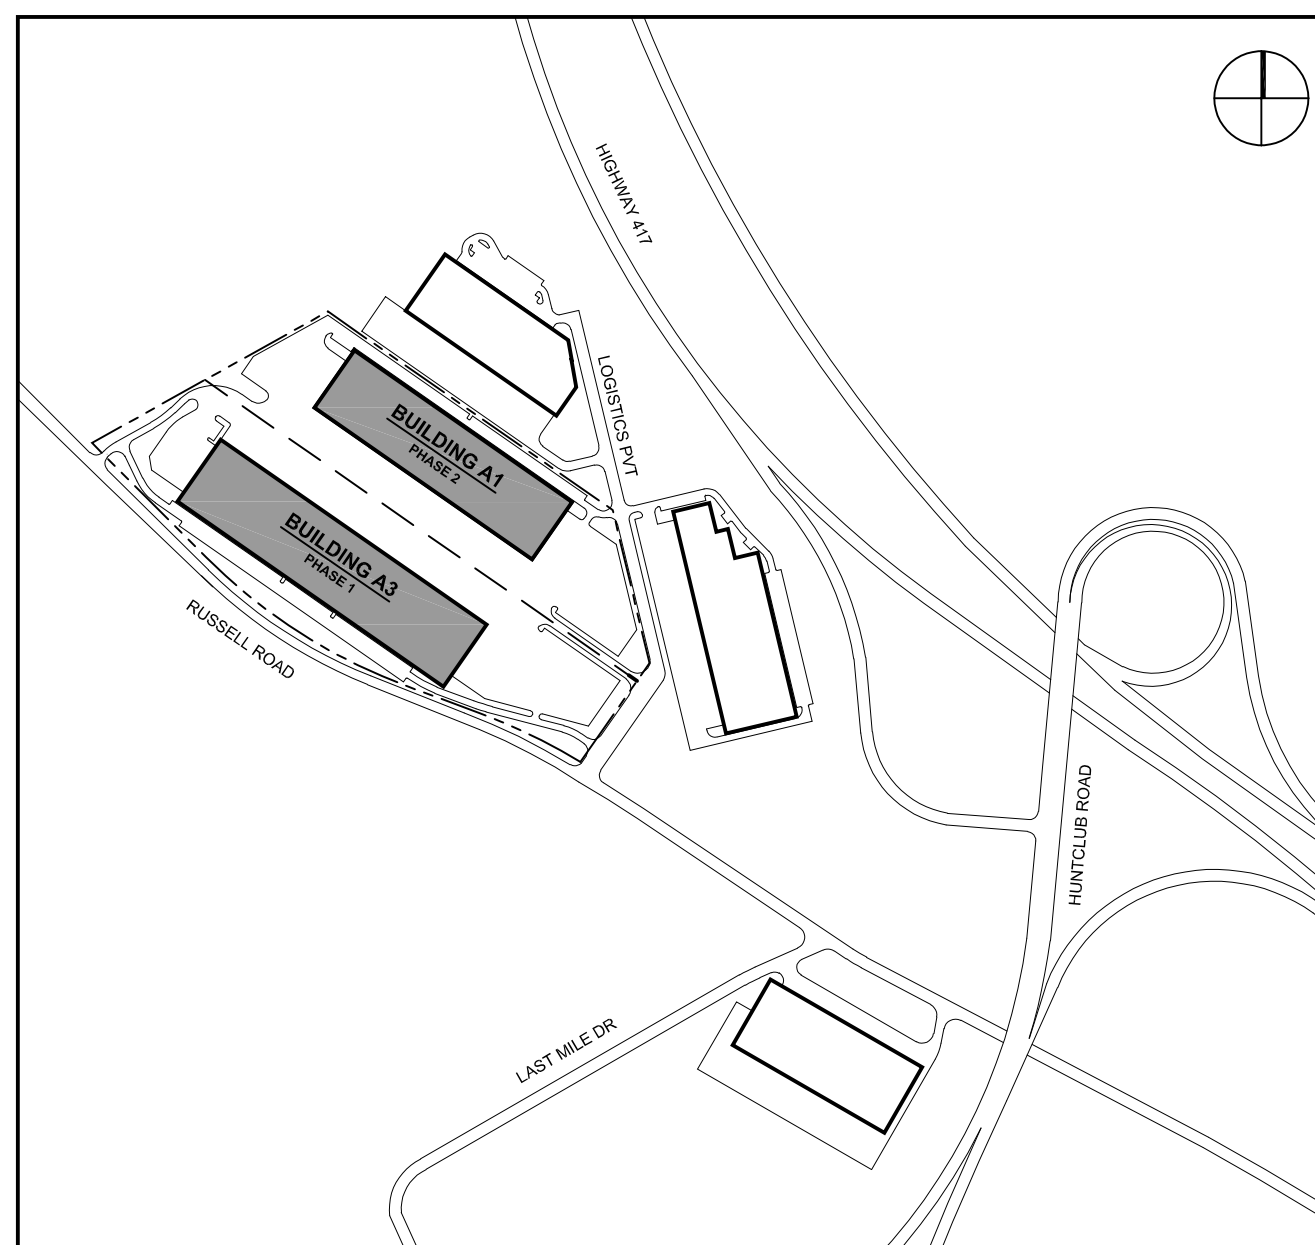 HIGHWAY 417
LOGISTICS PVT
BUILDING A1
PHASE 2
BUILDING A3
PHASE 1
RUSSELL ROAD
HUNTCLUB ROAD
LAST MILE DR